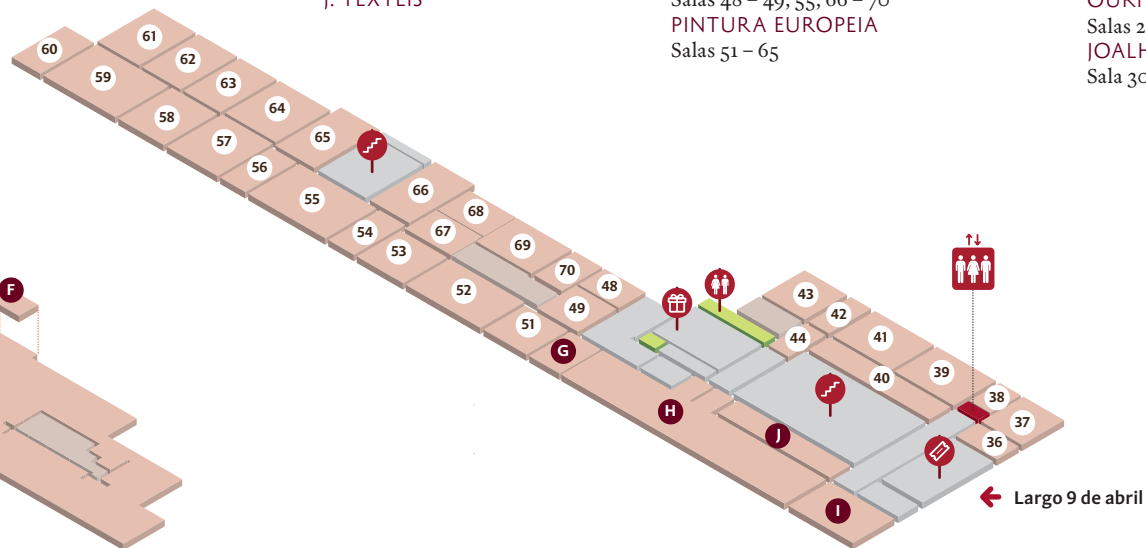 J. TÊXTEIS
Salas 48 – 49, 55, 66 – 70
PINTURA EUROPEIA
Salas 51 – 65
Salas 2
JOALH
Sala 30
61
60
62
59
63
64
58
65
57
56
66
55
68
54
67
69
53
70
48
52
49
51
43
42
41
44
40
39
38
37
36
F
G
H
J
I
Largo 9 de abril